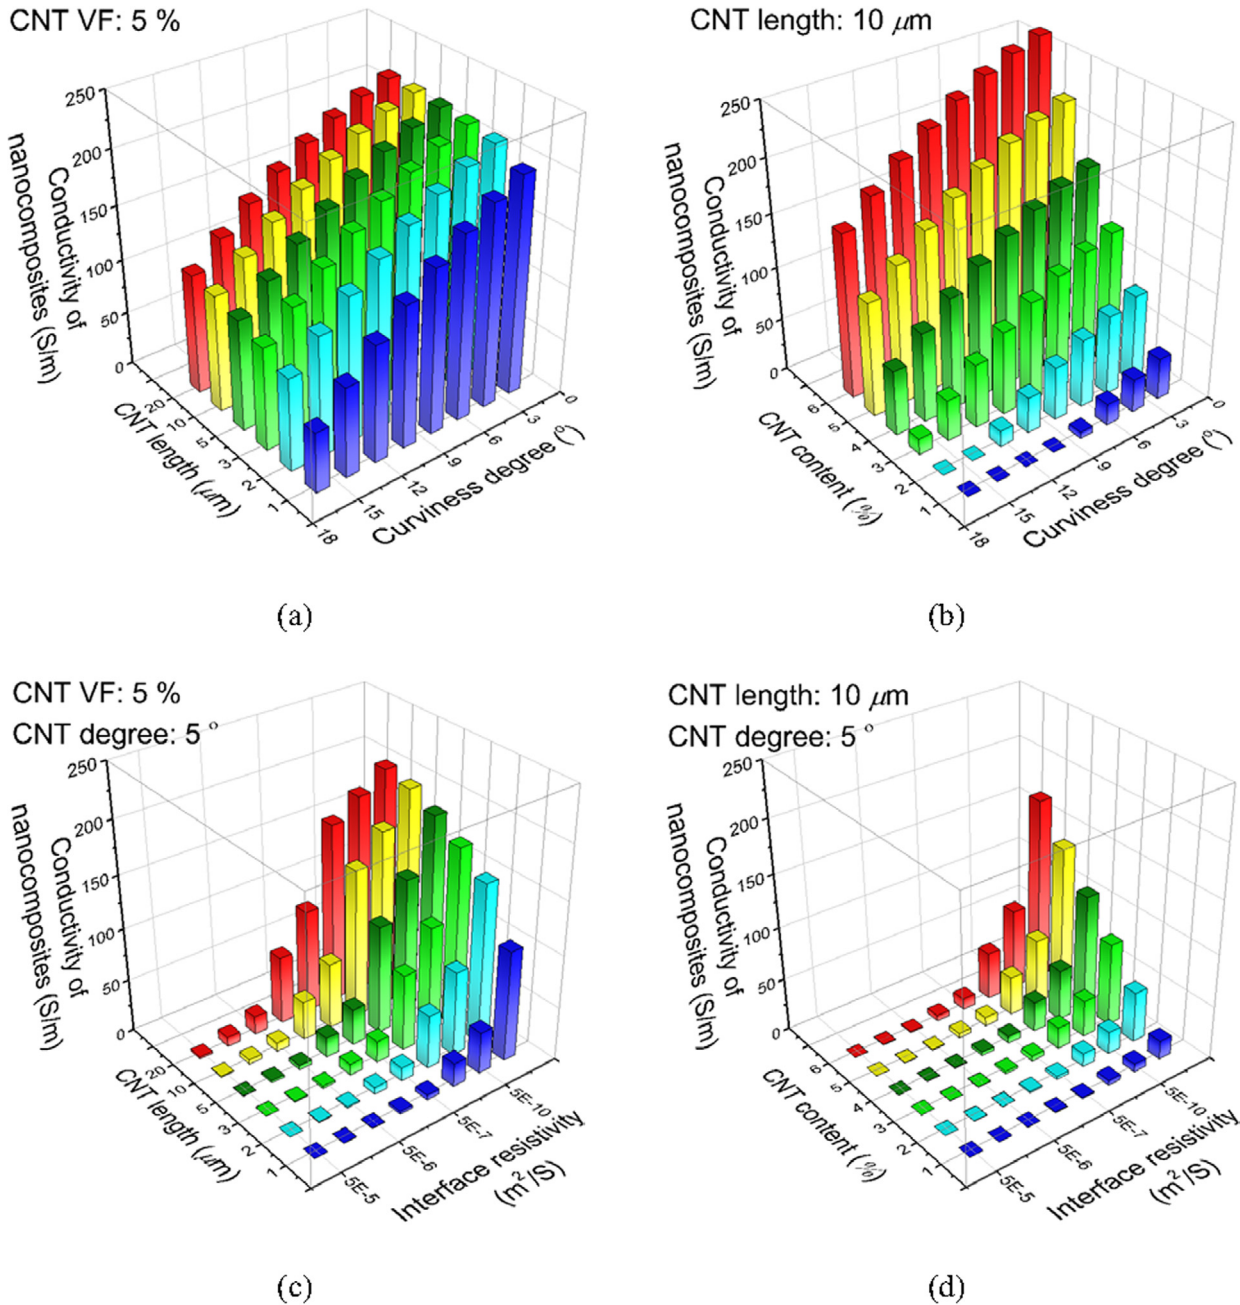 CNT VF: 5 %
Conductivity of
nanocomposites (S/m)
250
200
150
100
50
0
20
10
5
3
2
1
CNT length (μm)
18
15
12
9
6
3
0
Curviness degree (°)
(a)
CNT length: 10 μm
Conductivity of
nanocomposites (S/m)
250
200
150
100
50
0
6
5
4
3
2
1
CNT content (%)
18
15
12
9
6
3
0
Curviness degree (°)
(b)
CNT VF: 5 %
CNT degree: 5 °
Conductivity of
nanocomposites (S/m)
250
200
150
100
50
0
20
10
5
3
2
1
CNT length (μm)
5E-5
5E-6
5E-7
5E-10
Interface resistivity
(m²/S)
(c)
CNT length: 10 μm
CNT degree: 5 °
Conductivity of
nanocomposites (S/m)
250
200
150
100
50
0
6
5
4
3
2
1
CNT content (%)
5E-5
5E-6
5E-7
5E-10
Interface resistivity
(m²/S)
(d)